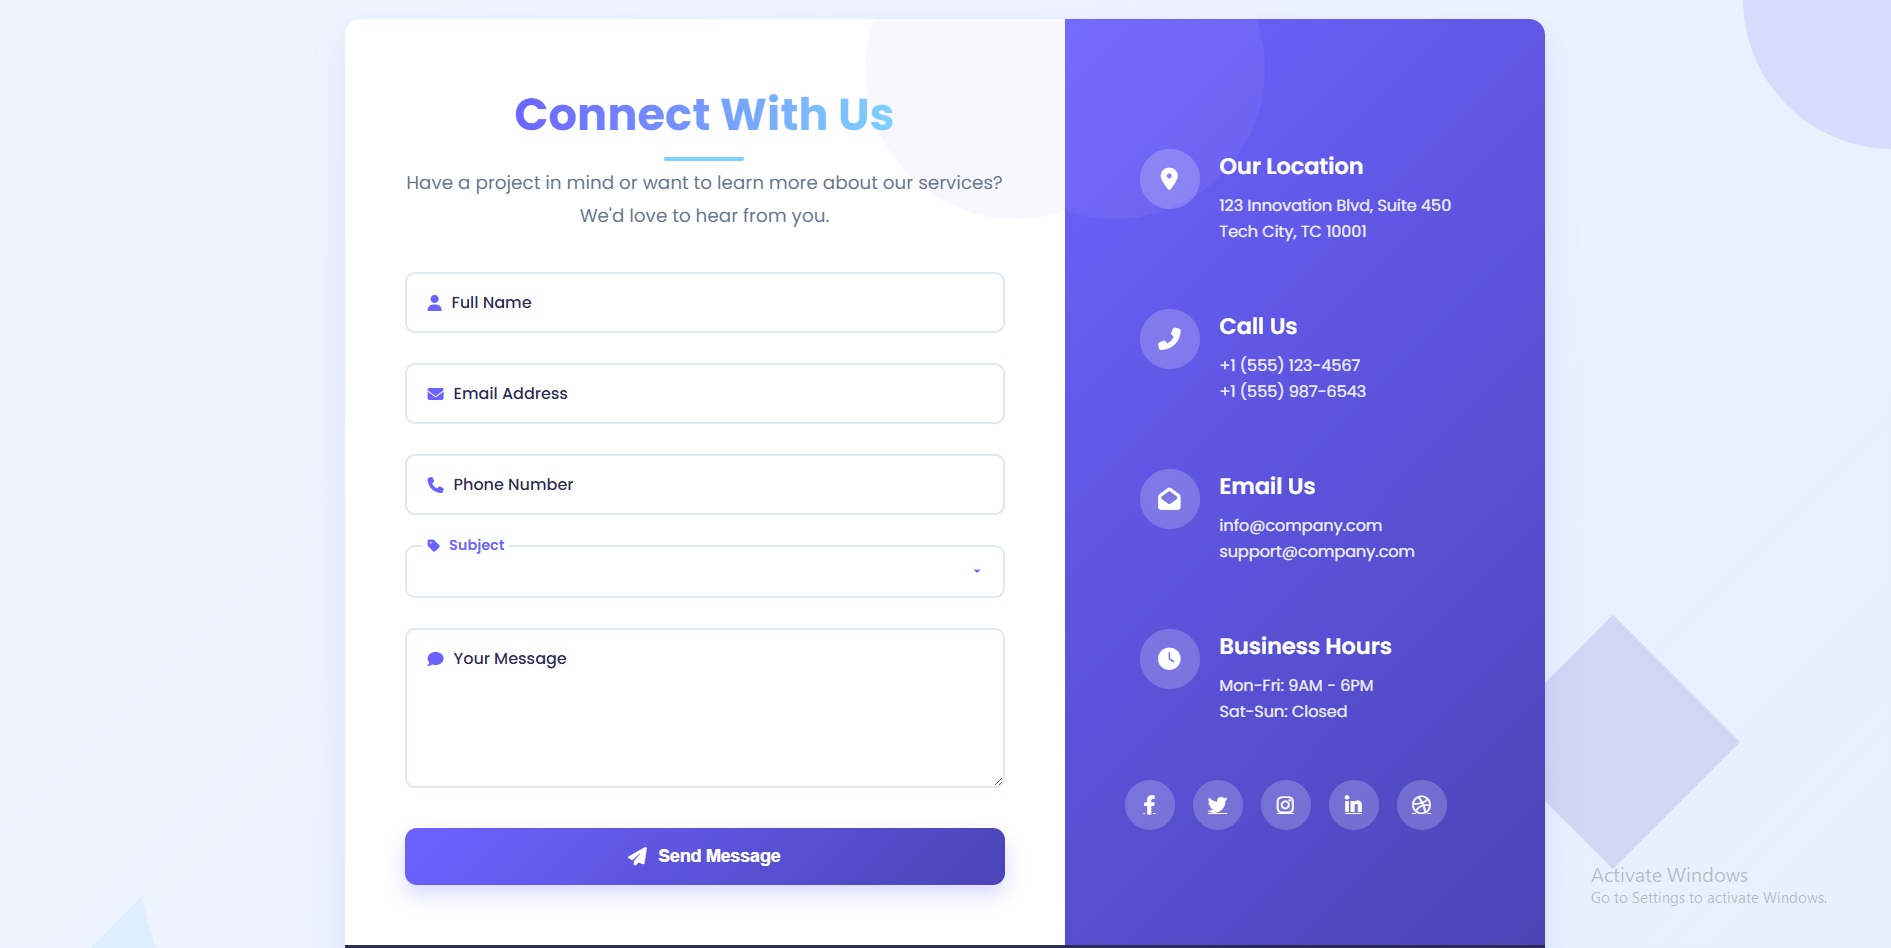 Connect With Us
Have a project in mind or want to learn more about our services?
We'd love to hear from you.
Full Name
Email Address
Phone Number
Subject
Your Message
Send Message
Our Location
123 Innovation Blvd, Suite 450
Tech City, TC 10001
Call Us
+1 (555) 123-4567
+1 (555) 987-6543
Email Us
info@company.com
support@company.com
Business Hours
Mon-Fri: 9AM - 6PM
Sat-Sun: Closed
Activate Windows
Go to Settings to activate Windows.